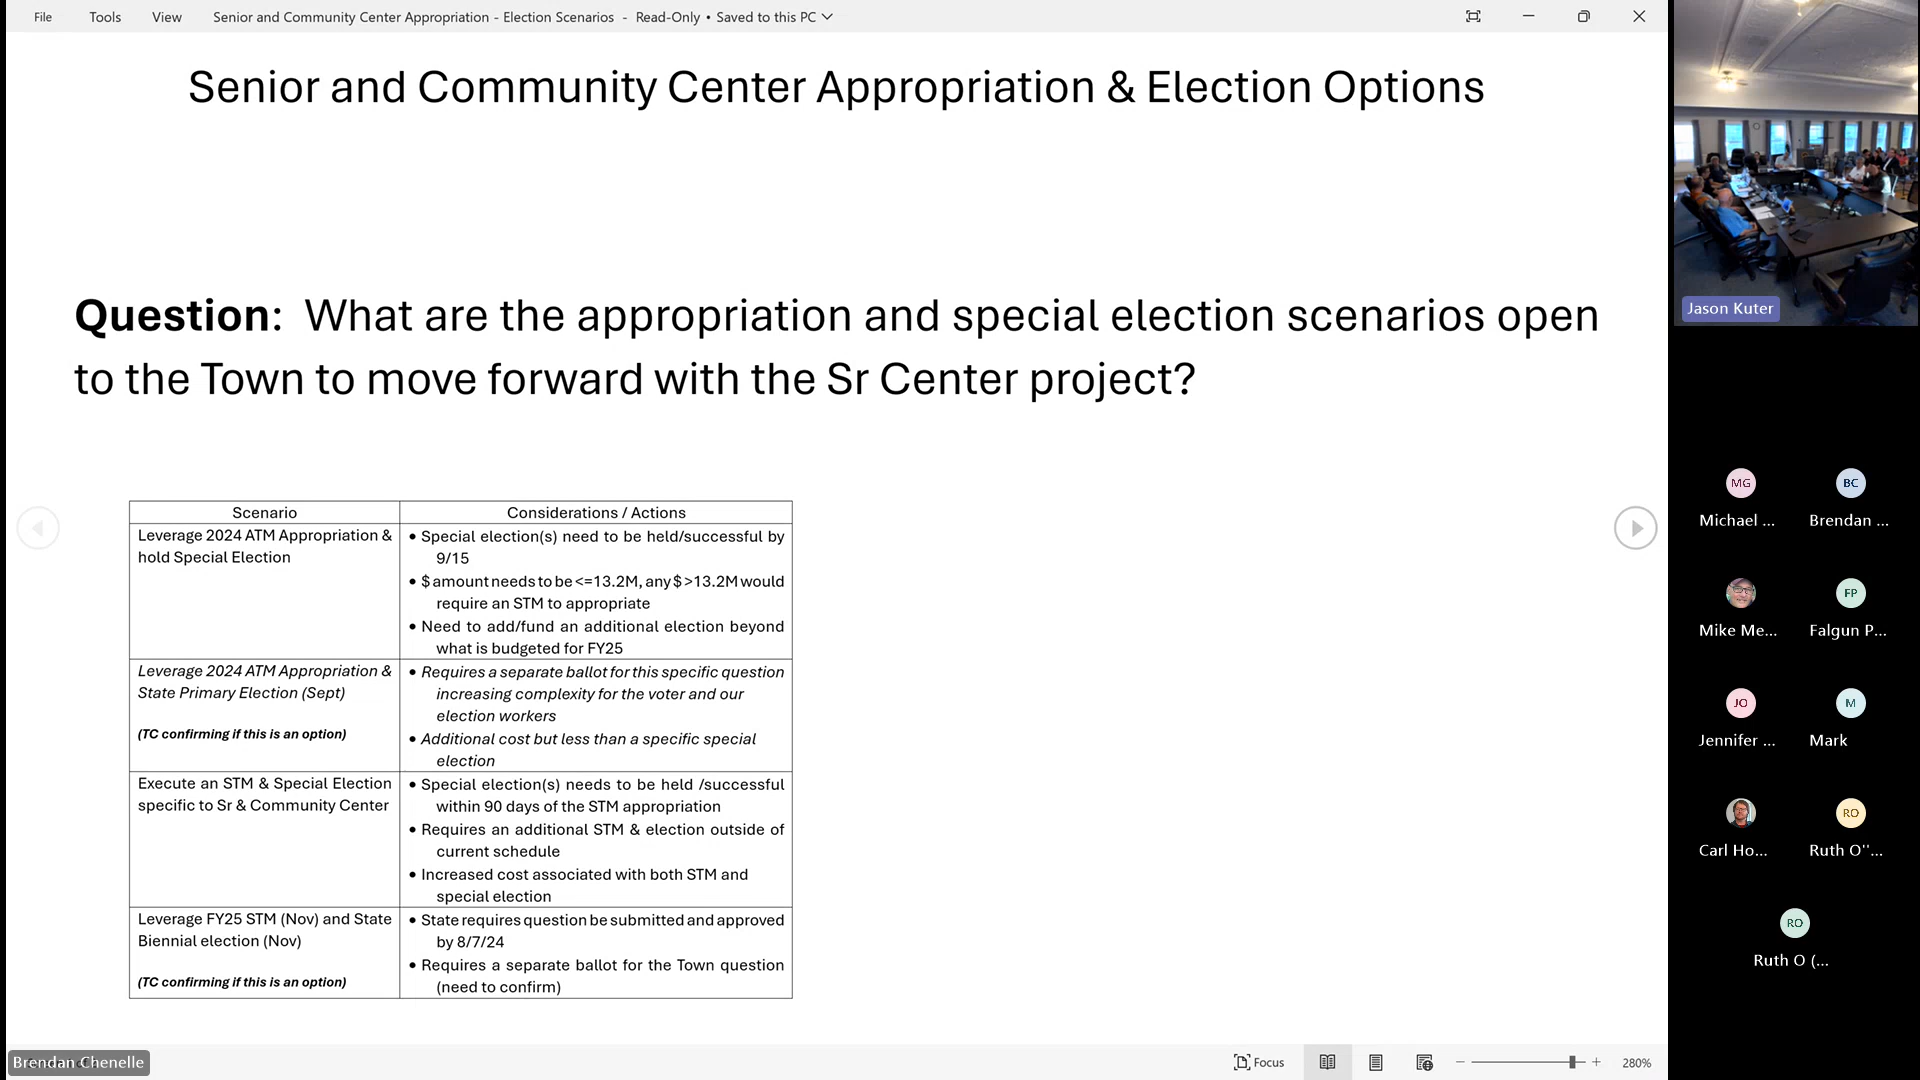 File Tools View Senior and Community Center Appropriation - Election Scenarios - Read-Only • Saved to this PC
Senior and Community Center Appropriation & Election Options
Question: What are the appropriation and special election scenarios open
to the Town to move forward with the Sr Center project?
Scenario
Considerations / Actions
Leverage 2024 ATM Appropriation &
hold Special Election
• Special election(s) need to be held/successful by
9/15
• $ amount needs to be <=13.2M, any $ >13.2M would
require an STM to appropriate
• Need to add/fund an additional election beyond
what is budgeted for FY25
Leverage 2024 ATM Appropriation &
State Primary Election (Sept)
(TC confirming if this is an option)
• Requires a separate ballot for this specific question
increasing complexity for the voter and our
election workers
• Additional cost but less than a specific special
election
Execute an STM & Special Election
specific to Sr & Community Center
• Special election(s) needs to be held /successful
within 90 days of the STM appropriation
• Requires an additional STM & election outside of
current schedule
• Increased cost associated with both STM and
special election
Leverage FY25 STM (Nov) and State
Biennial election (Nov)
(TC confirming if this is an option)
• State requires question be submitted and approved
by 8/7/24
• Requires a separate ballot for the Town question
(need to confirm)
Brendan Chenelle
Focus
280%
Jason Kuter
MG
Michael ...
BC
Brendan ...
Mike Me...
FP
Falgun P...
JO
Jennifer ...
M
Mark
Carl Ho...
RO
Ruth O''...
RO
Ruth O (...